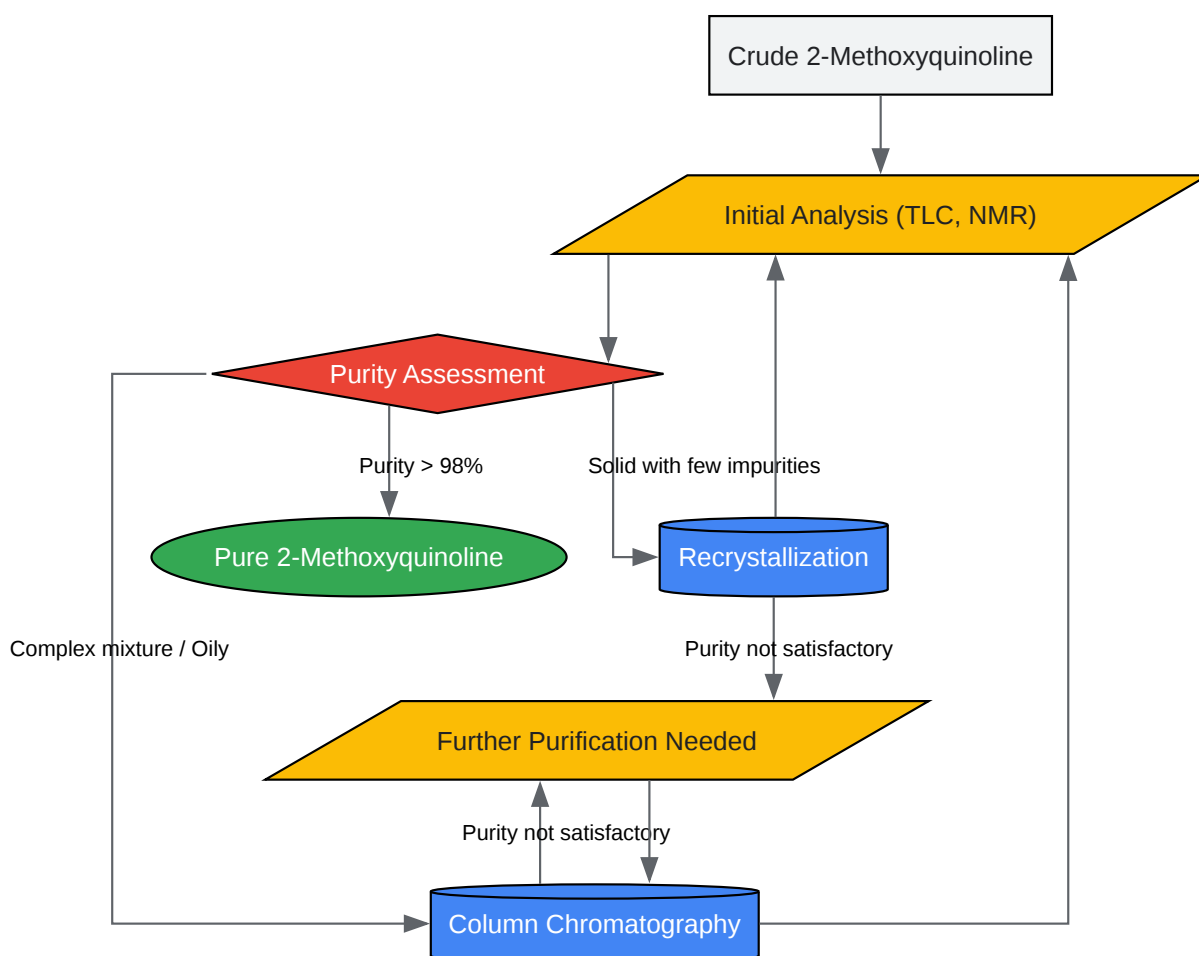 Crude 2-Methoxyquinoline
Initial Analysis (TLC, NMR)
Purity Assessment
Purity > 98%
Solid with few impurities
Pure 2-Methoxyquinoline
Recrystallization
Complex mixture / Oily
Purity not satisfactory
Further Purification Needed
Purity not satisfactory
Column Chromatography